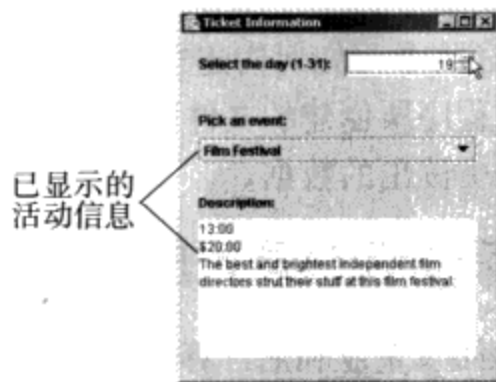 Ticket Information
Select the day (1-31):
19
Pick an event:
Film Festival
已显示的
活动信息
Description:
13:00
$20.00
The best and brightest independent film
directors strut their stuff at this film festival.